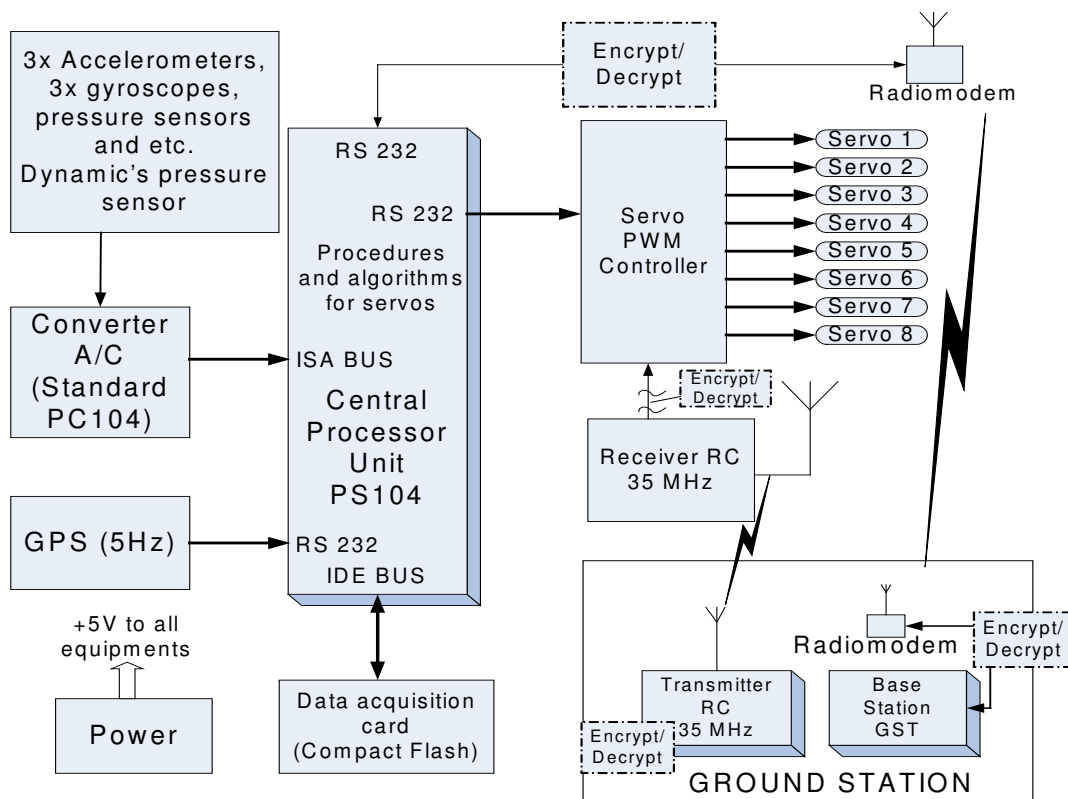 3x Accelerometers,
3x gyroscopes,
pressure sensors
and etc.
Dynamic's pressure
sensor
Converter
A/C
(Standard
PC104)
GPS (5Hz)
+5V to all
equipments
Power
RS 232
RS 232
Procedures
and algorithms
for servos
ISA BUS
Central
Processor
Unit
PS104
RS 232
IDE BUS
Data acquisition
card
(Compact Flash)
Encrypt/
Decrypt
Radiomodem
Servo
PWM
Controller
Servo 1
Servo 2
Servo 3
Servo 4
Servo 5
Servo 6
Servo 7
Servo 8
Encrypt/
Decrypt
Receiver RC
35 MHz
Radiomodem
Encrypt/
Decrypt
Transmitter
RC
35 MHz
Encrypt/
Decrypt
Base
Station
GST
GROUND STATION